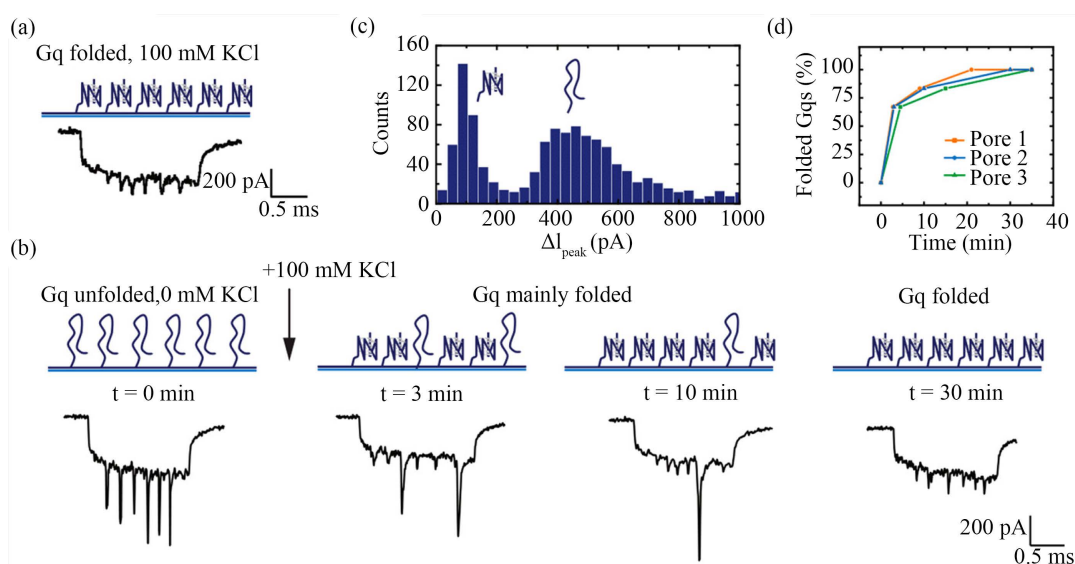 (a)
Gq folded, 100 mM KCl
200 pA
0.5 ms
(c)
160
120
80
40
0
Counts
0 200 400 600 800 1000
ΔI_peak (pA)
(d)
100
75
50
25
0
Folded Gqs (%)
Pore 1
Pore 2
Pore 3
0 10 20 30 40
Time (min)
(b)
+100 mM KCl
Gq unfolded,0 mM KCl
Gq mainly folded
Gq folded
t = 0 min
t = 3 min
t = 10 min
t = 30 min
200 pA
0.5 ms